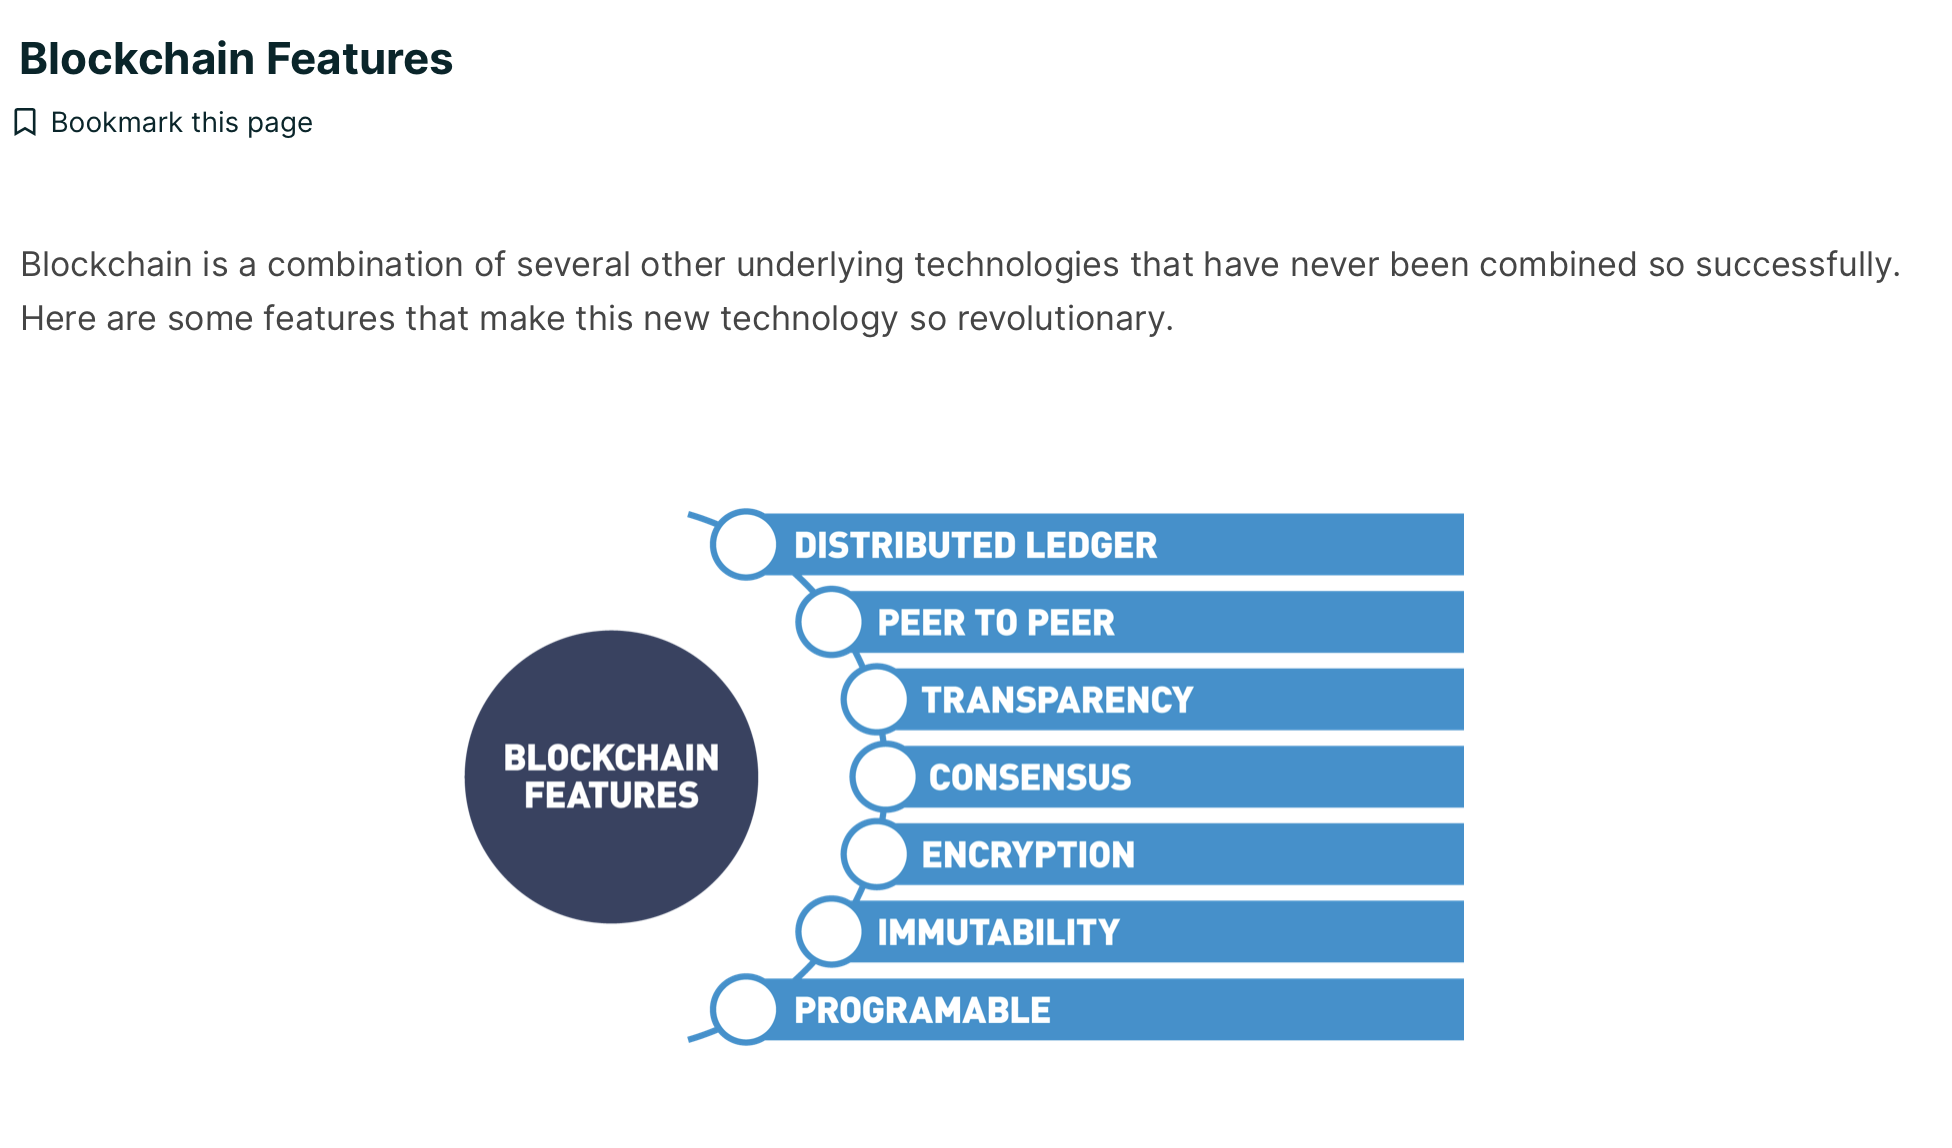 Blockchain Features
Bookmark this page
Blockchain is a combination of several other underlying technologies that have never been combined so successfully.
Here are some features that make this new technology so revolutionary.
BLOCKCHAIN
FEATURES
DISTRIBUTED LEDGER
PEER TO PEER
TRANSPARENCY
CONSENSUS
ENCRYPTION
IMMUTABILITY
PROGRAMABLE